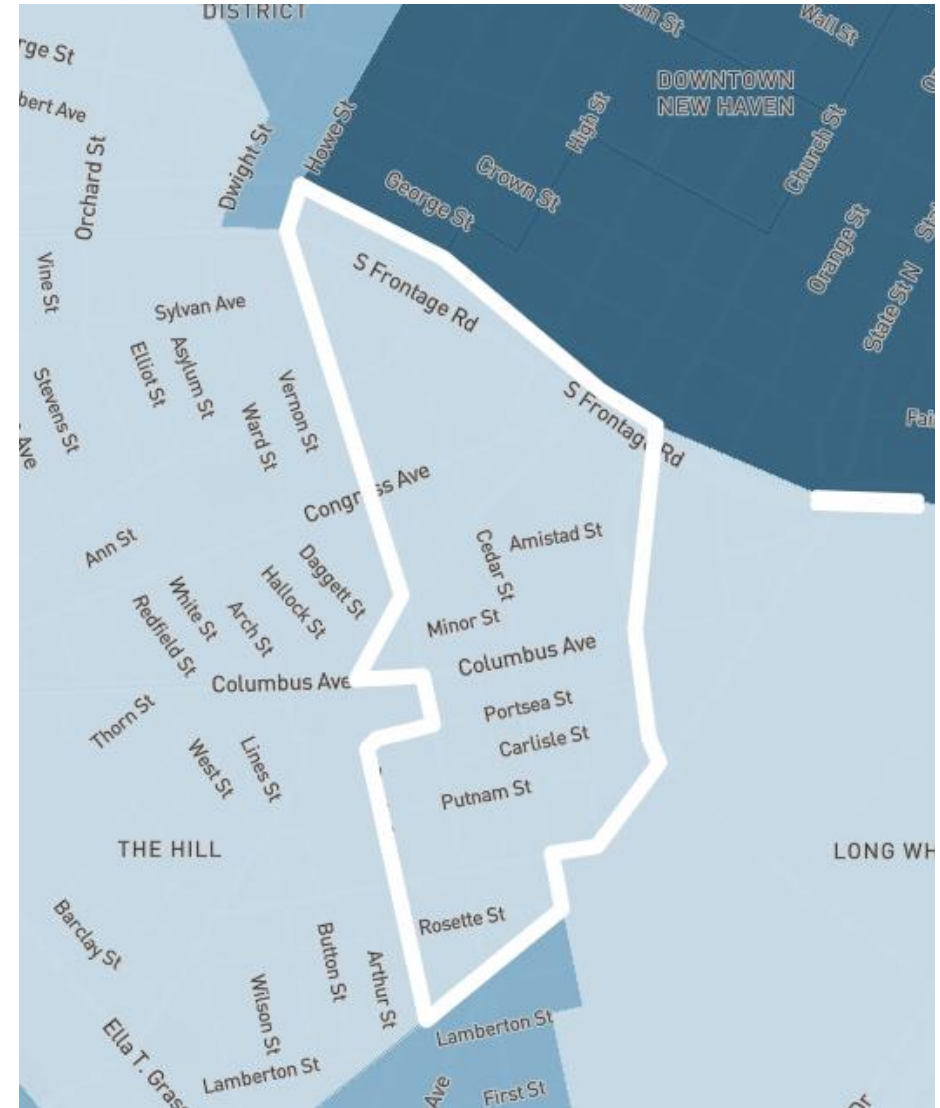 DISTRICT
Wall St
DOWNTOWN
NEW HAVEN
Howe St
High St
Church St
Dwight St
Orchard St
George St
Crown St
Orange St
State St N
Vine St
S Frontage Rd
Sylvan Ave
Elliot St
Asylum St
Vernon St
Stevens St
Ward St
S Frontage Rd
Ave
Congress Ave
Ann St
Cedar St
Amistad St
Daggett St
Hallock St
White St
Redfield St
Arch St
Minor St
Columbus Ave
Columbus Ave
Portsea St
Thorn St
Carlisle St
West St
Lines St
Putnam St
THE HILL
LONG WH
Barclay St
Rosette St
Button St
Arthur St
Wilson St
Lamberton St
Ella T. Gras
Lamberton St
Ave
First St
Dr